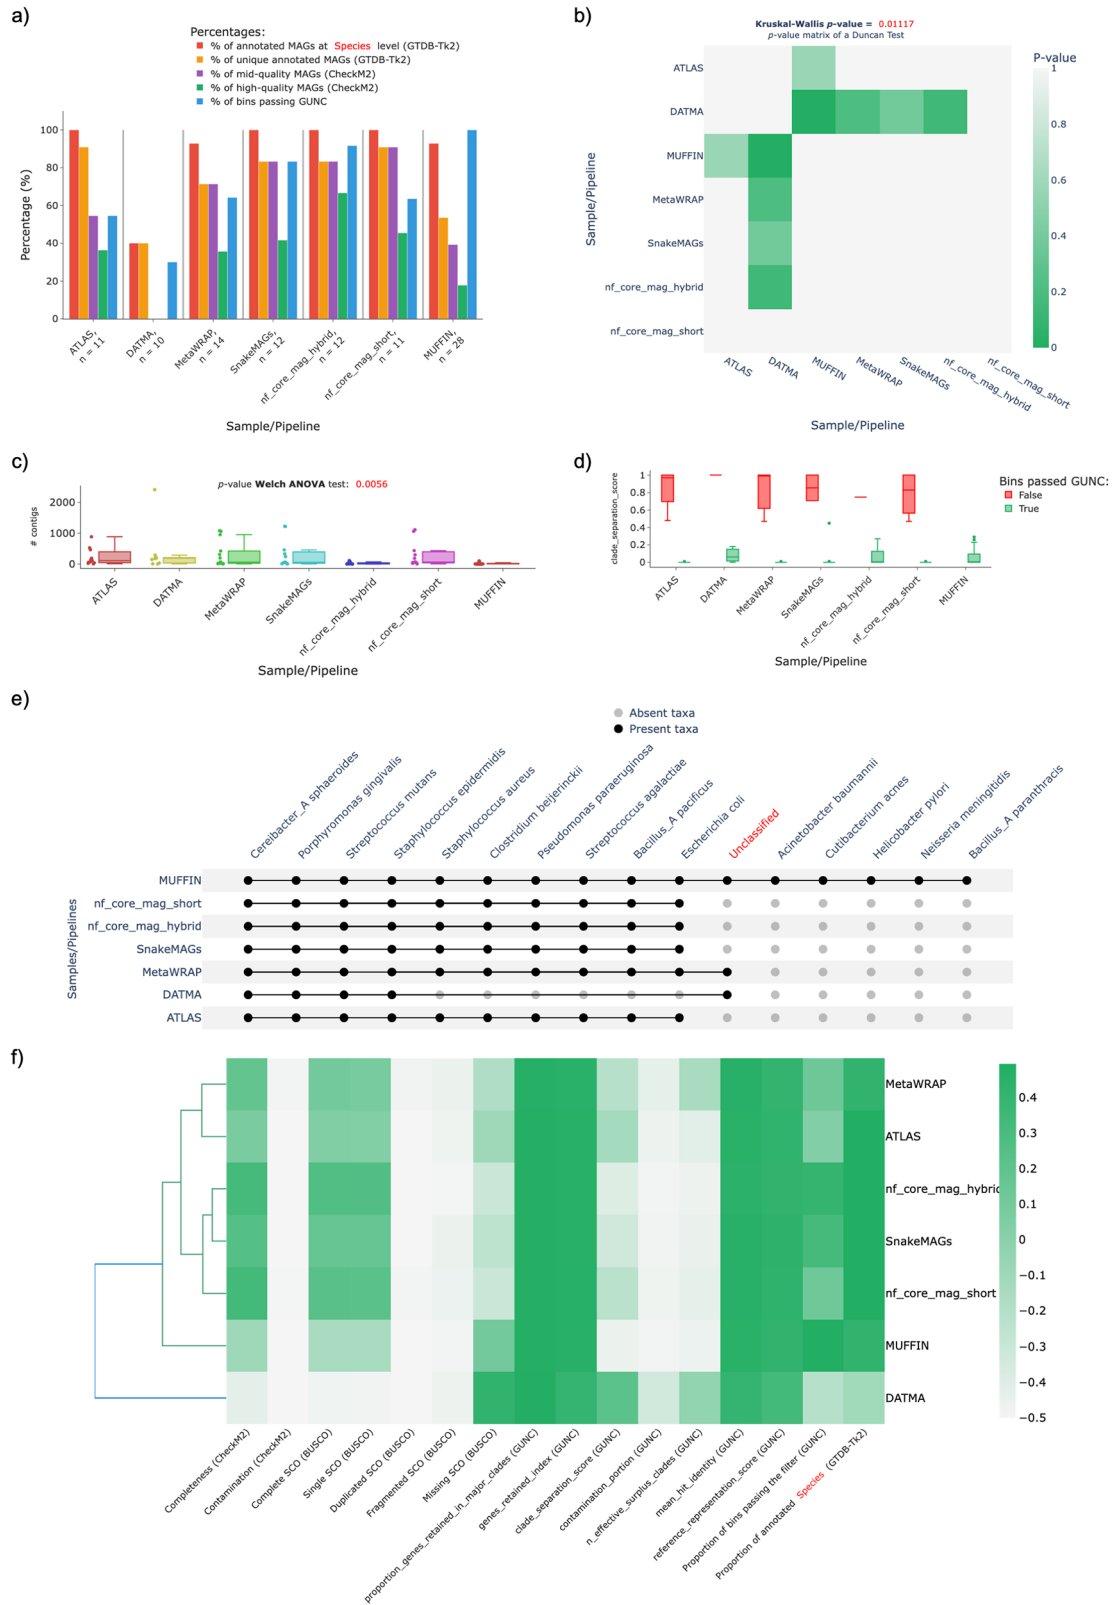 a)
Percentages:
% of annotated MAGs at Species level (GTDB-Tk2)
% of unique annotated MAGs (GTDB-Tk2)
% of mid-quality MAGs (CheckM2)
% of high-quality MAGs (CheckM2)
% of bins passing GUNC
Percentage (%)
100
80
60
40
20
0
ATLAS,
n = 11
DATMA,
n = 10
MetaWRAP,
n = 14
SnakeMAGs,
n = 12
nf_core_mag_hybrid,
n = 12
nf_core_mag_short,
n = 11
MUFFIN,
n = 28
Sample/Pipeline
b)
Kruskal-Wallis p-value = 0.01117
p-value matrix of a Duncan Test
Sample/Pipeline
ATLAS
DATMA
MUFFIN
MetaWRAP
SnakeMAGs
nf_core_mag_hybrid
nf_core_mag_short
ATLAS
DATMA
MUFFIN
MetaWRAP
SnakeMAGs
nf_core_mag_hybrid
nf_core_mag_short
Sample/Pipeline
P-value
1
0.8
0.6
0.4
0.2
0
c)
p-value Welch ANOVA test: 0.0056
# contigs
2000
1000
0
ATLAS
DATMA
MetaWRAP
SnakeMAGs
nf_core_mag_hybrid
nf_core_mag_short
MUFFIN
Sample/Pipeline
d)
clade_separation_score
1
0.8
0.6
0.4
0.2
0
ATLAS
DATMA
MetaWRAP
SnakeMAGs
nf_core_mag_hybrid
nf_core_mag_short
MUFFIN
Sample/Pipeline
Bins passed GUNC:
False
True
e)
Absent taxa
Present taxa
Cereibacter_A sphaeroides
Porphyromonas gingivalis
Streptococcus mutans
Staphylococcus epidermidis
Staphylococcus aureus
Clostridium beijerinckii
Pseudomonas paraeruginosa
Streptococcus agalactiae
Bacillus_A pacificus
Escherichia coli
Unclassified
Acinetobacter baumannii
Cutibacterium acnes
Helicobacter pylori
Neisseria meningitidis
Bacillus_A paranthracis
Samples/Pipelines
MUFFIN
nf_core_mag_short
nf_core_mag_hybrid
SnakeMAGs
MetaWRAP
DATMA
ATLAS
f)
MetaWRAP
ATLAS
nf_core_mag_hybrid
SnakeMAGs
nf_core_mag_short
MUFFIN
DATMA
0.4
0.3
0.2
0.1
0
−0.1
−0.2
−0.3
−0.4
−0.5
Completeness (CheckM2)
Contamination (CheckM2)
Complete SCO (BUSCO)
Single SCO (BUSCO)
Duplicated SCO (BUSCO)
Fragmented SCO (BUSCO)
Missing SCO (BUSCO)
proportion_genes_retained_in_major_clades (GUNC)
genes_retained_index (GUNC)
clade_separation_score (GUNC)
contamination_portion (GUNC)
n_effective_surplus_clades (GUNC)
mean_hit_identity (GUNC)
reference_representation_score (GUNC)
Proportion of bins passing the filter (GUNC)
Proportion of annotated Species (GTDB-Tk2)